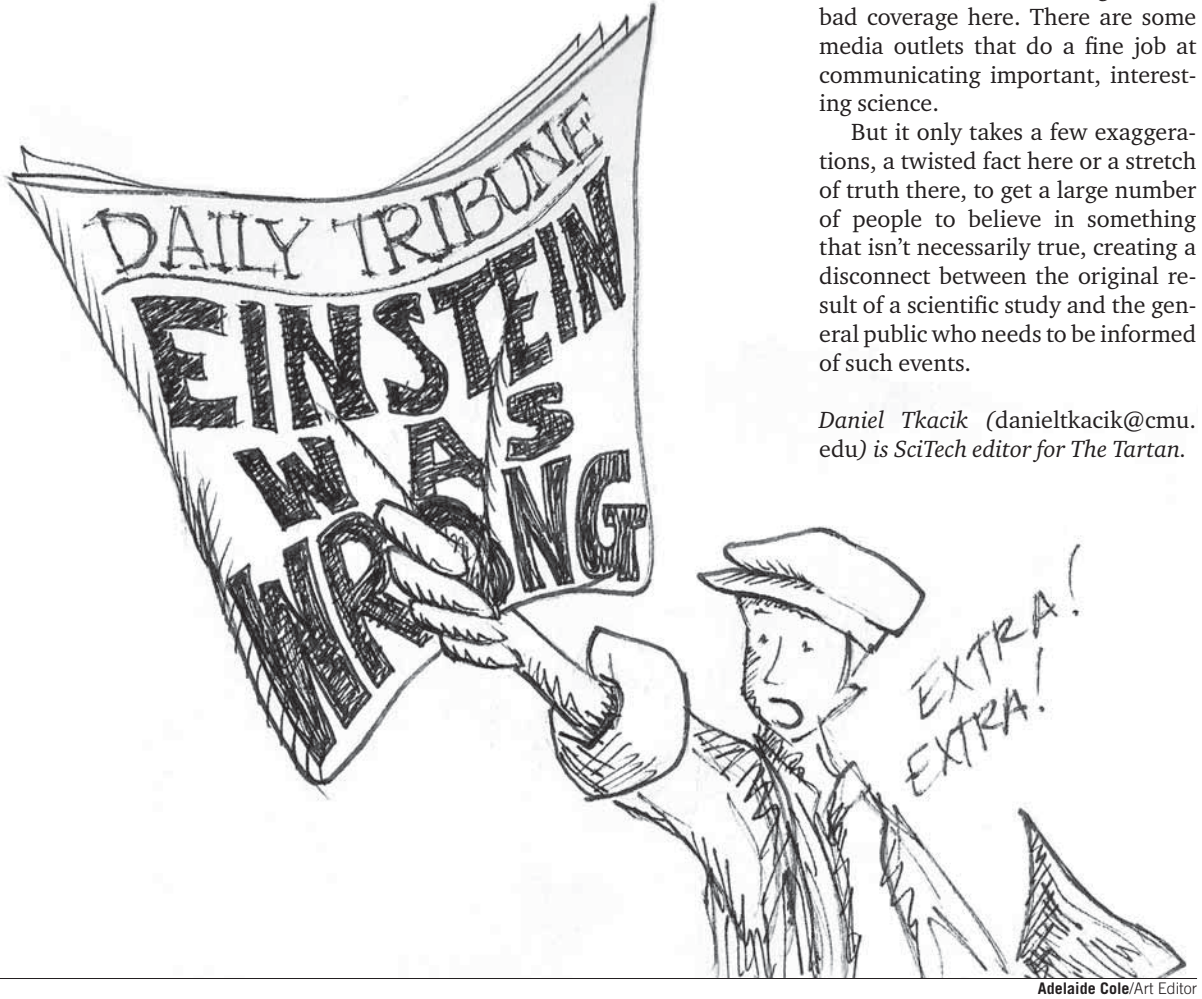 DAILY TRIBUNE
EINSTEIN
WAS
WRONG
EXTRA!
EXTRA!
bad coverage here. There are some
media outlets that do a fine job at
communicating important, interest-
ing science.
But it only takes a few exaggera-
tions, a twisted fact here or a stretch
of truth there, to get a large number
of people to believe in something
that isn't necessarily true, creating a
disconnect between the original re-
sult of a scientific study and the gen-
eral public who needs to be informed
of such events.
Daniel Tkacik (danieltkacik@cmu.
edu) is SciTech editor for The Tartan.
Adelaide Cole/Art Editor